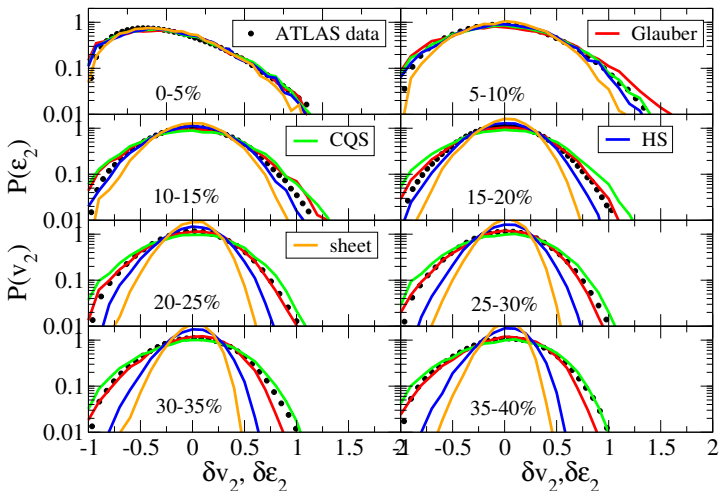 1 ATLAS data Glauber
0.1
0-5% 5-10%
0.01
1 CQS HS
0.1
10-15% 15-20%
0.01
P(v₂) P(ε₂)
1 sheet
0.1
20-25% 25-30%
0.01
1
0.1
30-35% 35-40%
0.01
-1 -0.5 0 0.5 1 1.5 -0.5 0 0.5 1 1.5 2
δv₂, δε₂ δv₂,δε₂